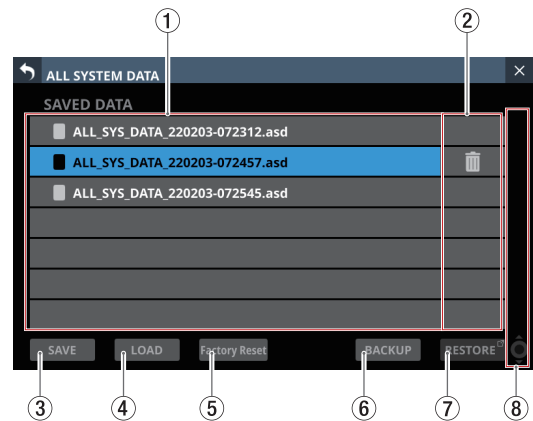 ① ②
ALL SYSTEM DATA
SAVED DATA
ALL_SYS_DATA_220203-072312.asd
ALL_SYS_DATA_220203-072457.asd
ALL_SYS_DATA_220203-072545.asd
SAVE LOAD Factory Reset BACKUP RESTORE
③ ④ ⑤ ⑥ ⑦ ⑧